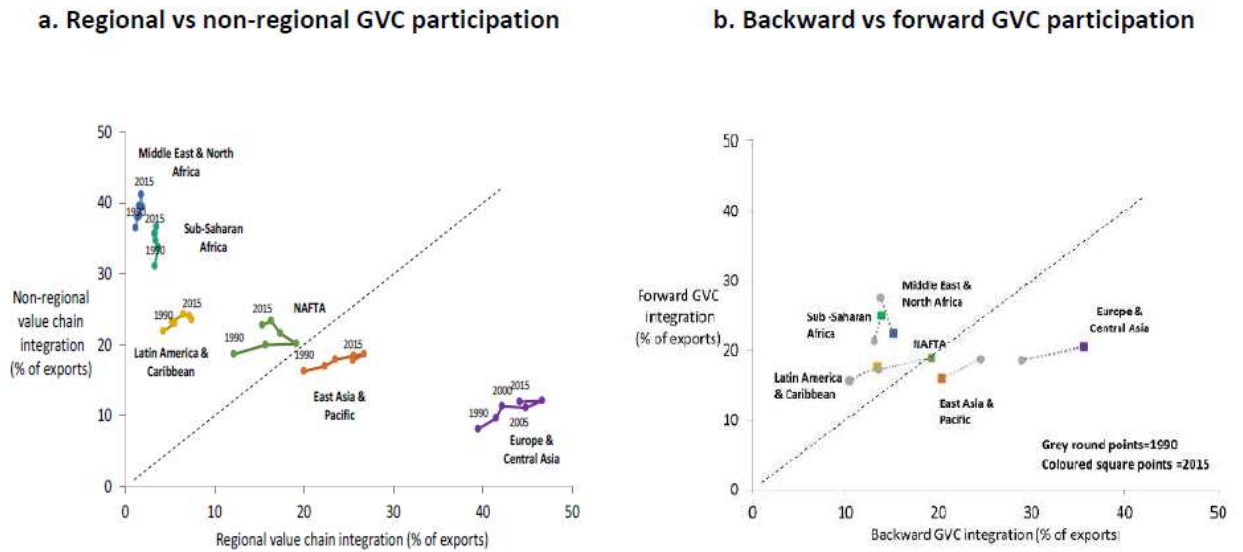 a. Regional vs non-regional GVC participation
50
40
30
20
10
0
Non-regional
value chain
integration
(% of exports)
Middle East & North
Africa
2015
1990
2015
1990
Sub-Saharan
Africa
1990
2015
Latin America &
Caribbean
NAFTA
2015
1990
1990
2015
East Asia &
Pacific
1990
2000
2015
2005
Europe &
Central Asia
0
10
20
30
40
50
Regional value chain integration (% of exports)
b. Backward vs forward GVC participation
50
40
30
20
10
0
Forward GVC
integration
(% of exports)
Middle East &
North Africa
Sub -Saharan
Africa
NAFTA
Europe &
Central Asia
Latin America
& Caribbean
East Asia &
Pacific
Grey round points=1990
Coloured square points =2015
10
20
30
40
50
Backward GVC integration (% of exports)